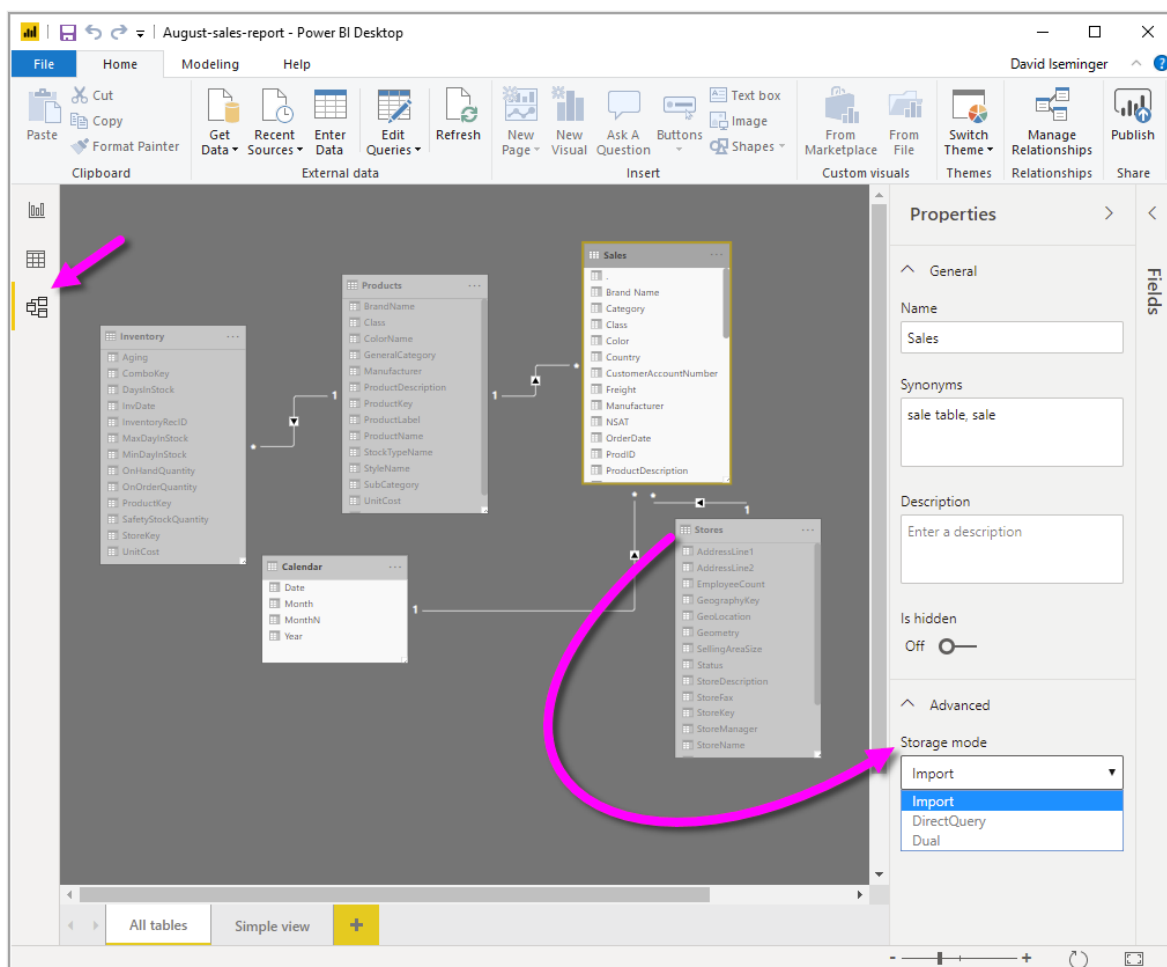 August-sales-report - Power BI Desktop
File Home Modeling Help David Iseminger
Paste
Cut
Copy
Format Painter
Clipboard
Get Data
Recent Sources
Enter Data
Edit Queries
Refresh
External data
New Page
New Visual
Ask A Question
Buttons
Text box
Image
Shapes
Insert
From Marketplace
From File
Custom visuals
Switch Theme
Themes
Manage Relationships
Relationships
Publish
Share
Inventory
Aging
ComboKey
DaysInStock
InvDate
InventoryRecID
MaxDayInStock
MinDayInStock
OnHandQuantity
OnOrderQuantity
ProductKey
SafetyStockQuantity
StoreKey
UnitCost
1
Products
BrandName
Class
ColorName
GeneralCategory
Manufacturer
ProductDescription
ProductKey
ProductLabel
ProductName
StockTypeName
StyleName
SubCategory
UnitCost
1
Sales
.
Brand Name
Category
Class
Color
Country
CustomerAccountNumber
Freight
Manufacturer
NSAT
OrderDate
ProdID
ProductDescription
Calendar
Date
Month
MonthN
Year
1
1
Stores
AddressLine1
AddressLine2
EmployeeCount
GeographyKey
GeoLocation
Geometry
SellingAreaSize
Status
StoreDescription
StoreFax
StoreKey
StoreManager
StoreName
Properties
General
Name
Sales
Synonyms
sale table, sale
Description
Enter a description
Is hidden
Off
Advanced
Storage mode
Import
Import
DirectQuery
Dual
Fields
All tables
Simple view